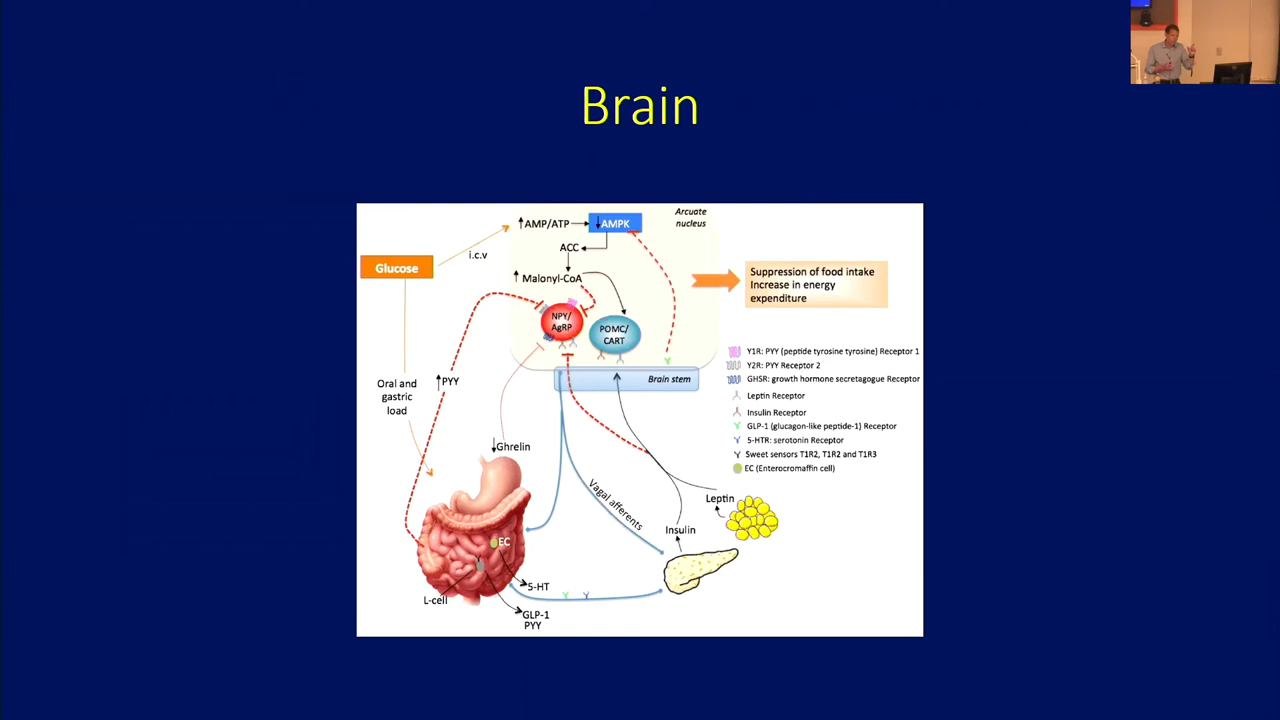 Brain
Arcuate
nucleus
↑AMP/ATP
↓AMPK
i.c.v
ACC
Glucose
↑ Malonyl-CoA
Suppression of food intake
Increase in energy
expenditure
NPY/
AgRP
POMC/
CART
Y1R: PYY (peptide tyrosine tyrosine) Receptor 1
Y2R: PYY Receptor 2
GHSR: growth hormone secretagogue Receptor
Leptin Receptor
Insulin Receptor
GLP-1 (glucagon-like peptide-1) Receptor
5-HTR: serotonin Receptor
Sweet sensors T1R2, T1R2 and T1R3
EC (Enterocromaffin cell)
Brain stem
Oral and
gastric
load
↑PYY
↓Ghrelin
Vagal afferents
Leptin
Insulin
EC
5-HT
L-cell
GLP-1
PYY